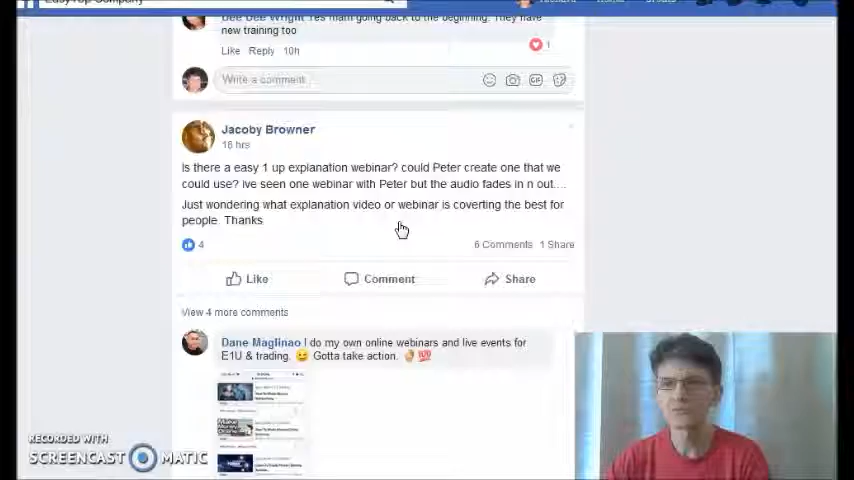 Dee Dee Wright Yes mam going back to the beginning. They have
new training too
Like Reply 10h
1
Write a comment
GIF
Jacoby Browner
18 hrs
Is there a easy 1 up explanation webinar? could Peter create one that we
could use? Ive seen one webinar with Peter but the audio fades in n out....
Just wondering what explanation video or webinar is coverting the best for
people. Thanks
4
6 Comments 1 Share
Like Comment Share
View 4 more comments
Dane Maglinao I do my own online webinars and live events for
E1U & trading. Gotta take action. 💯
RECORDED WITH
SCREENCAST MATIC